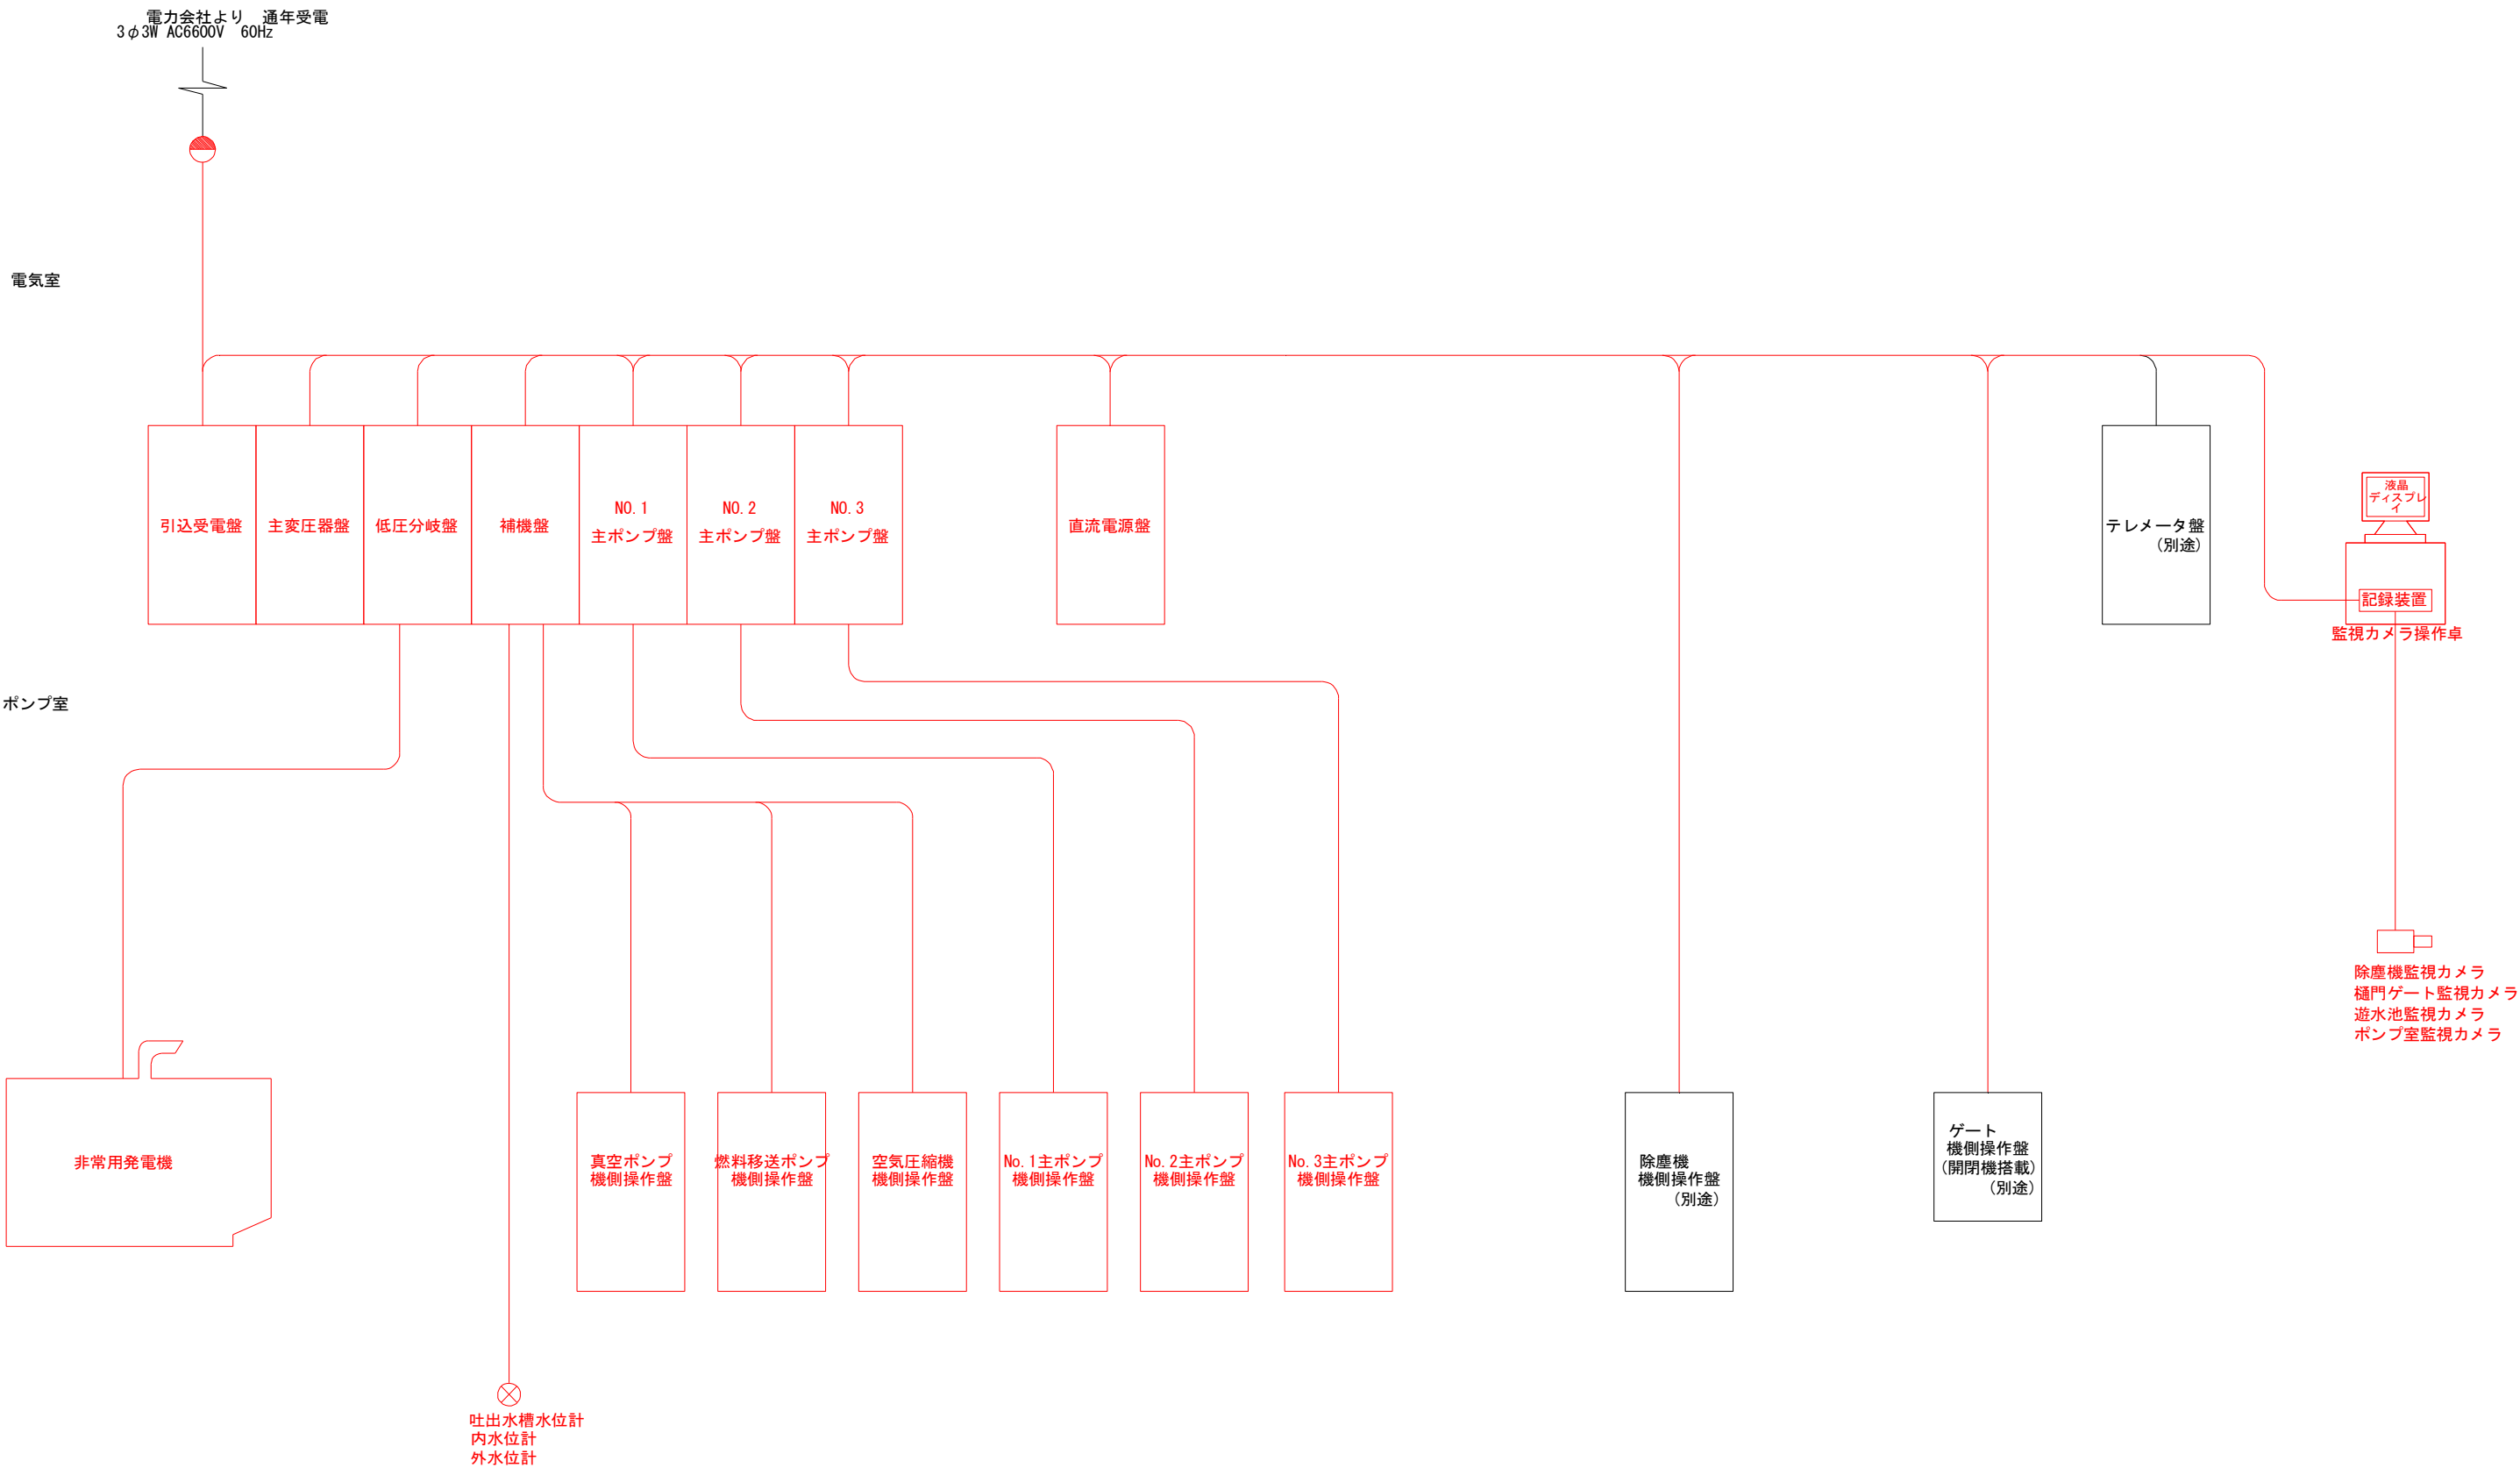 電力会社より　通年受電
3φ3W AC6600V　60Hz
電気室
引込受電盤
主変圧器盤
低圧分岐盤
補機盤
NO.1
主ポンプ盤
NO.2
主ポンプ盤
NO.3
主ポンプ盤
直流電源盤
テレメータ盤
(別途)
液晶
ディスプレ
イ
記録装置
監視カメラ操作卓
ポンプ室
除塵機監視カメラ
樋門ゲート監視カメラ
遊水池監視カメラ
ポンプ室監視カメラ
非常用発電機
真空ポンプ
機側操作盤
燃料移送ポンプ
機側操作盤
空気圧縮機
機側操作盤
No.1主ポンプ
機側操作盤
No.2主ポンプ
機側操作盤
No.3主ポンプ
機側操作盤
除塵機
機側操作盤
(別途)
ゲート
機側操作盤
(開閉機搭載)
(別途)
吐出水槽水位計
内水位計
外水位計